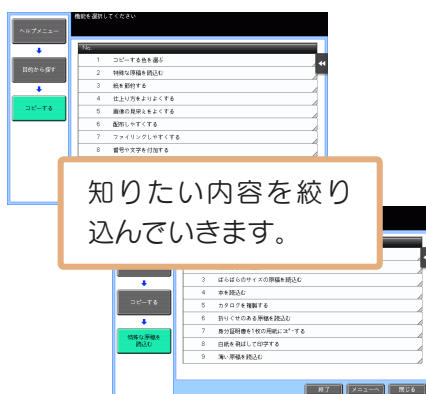 機能を選択してください
ヘルプメニュー
目的から探す
コピーする
No.
1 コピーする色を選ぶ
2 特殊な原稿を読込む
3 紙を節約する
4 仕上り方をよりよくする
5 画像の見栄えをよくする
6 配布しやすくする
7 ファイリングしやすくする
8 番号や文字を付加する
知りたい内容を絞り
込んでいきます。
コピーする
特殊な原稿を
読込む
3 ばらばらのサイズの原稿を読込む
4 本を読込む
5 カタログを複製する
6 折りぐせのある原稿を読込む
7 身分証明書を1枚の用紙にｺﾋﾟｰする
8 白紙を飛ばして印字する
9 薄い原稿を読込む
終了
メニューへ
閉じる